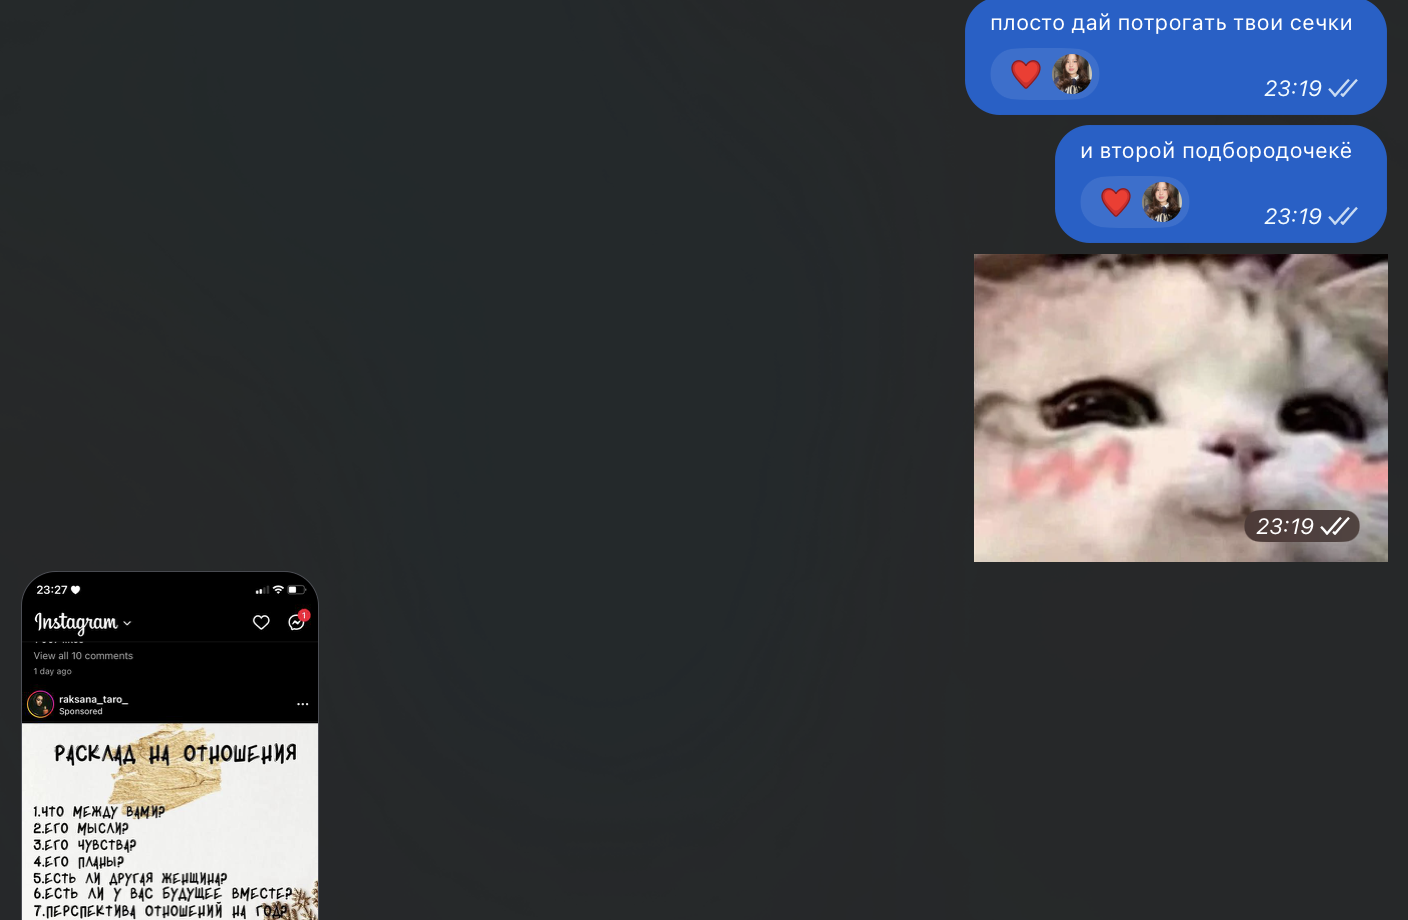 плосто дай потрогать твои сечки
23:19
и второй подбородочекё
23:19
23:19
23:27
Instagram
1
View all 10 comments
1 day ago
raksana_taro_
Sponsored
РАСКЛАД НА ОТНОШЕНИЯ
1.ЧТО МЕЖДУ ВАМИ?
2.ЕГО МЫСЛИ?
3.ЕГО ЧУВСТВА?
4.ЕГО ПЛАНЫ?
5.ЕСТЬ ЛИ ДРУГАЯ ЖЕНЩИНА?
6.ЕСТЬ ЛИ У ВАС БУДУЩЕЕ ВМЕСТЕ?
7.ПЕРСПЕКТИВА ОТНОШЕНИЙ НА ГОД?